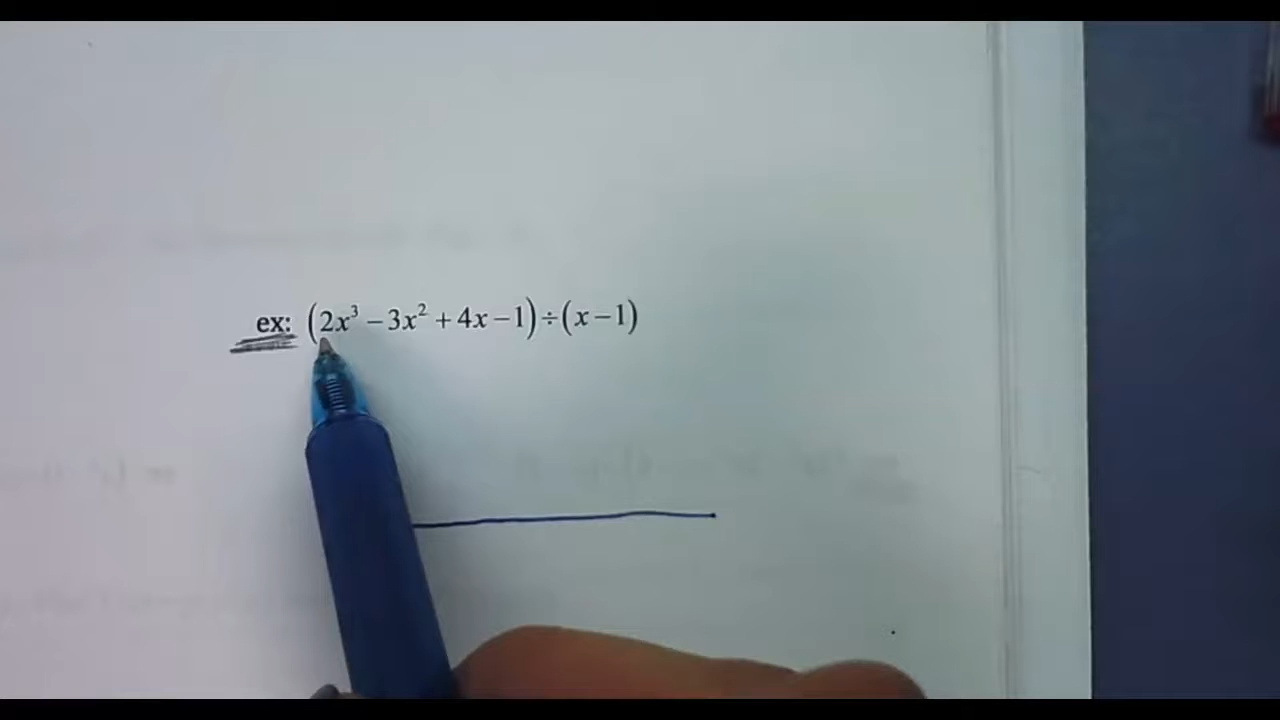 ex: (2x³ − 3x² + 4x − 1) ÷ (x − 1)